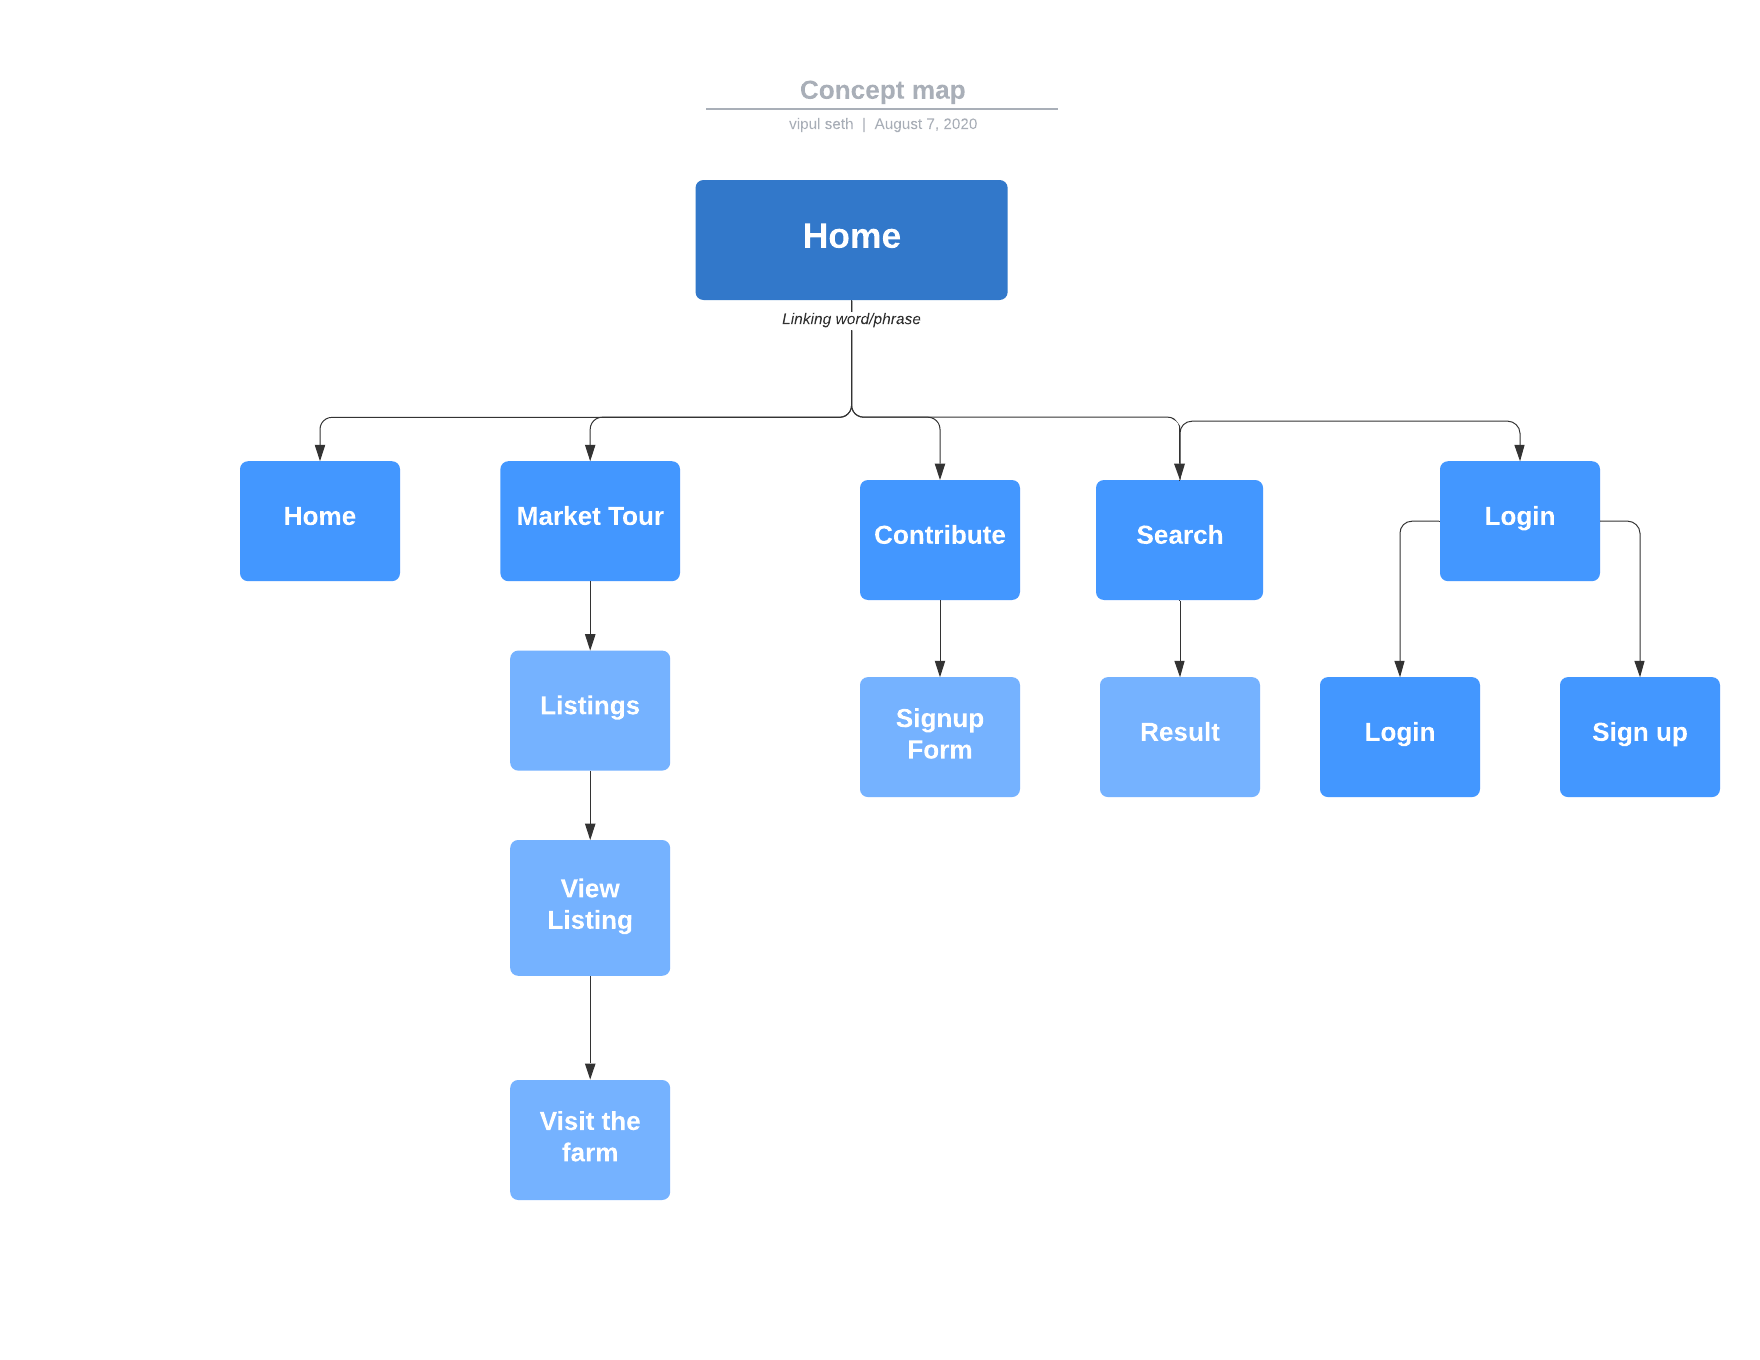 Concept map
vipul seth | August 7, 2020
Home
Linking word/phrase
Home
Market Tour
Contribute
Search
Login
Listings
Signup
Form
Result
Login
Sign up
View
Listing
Visit the
farm